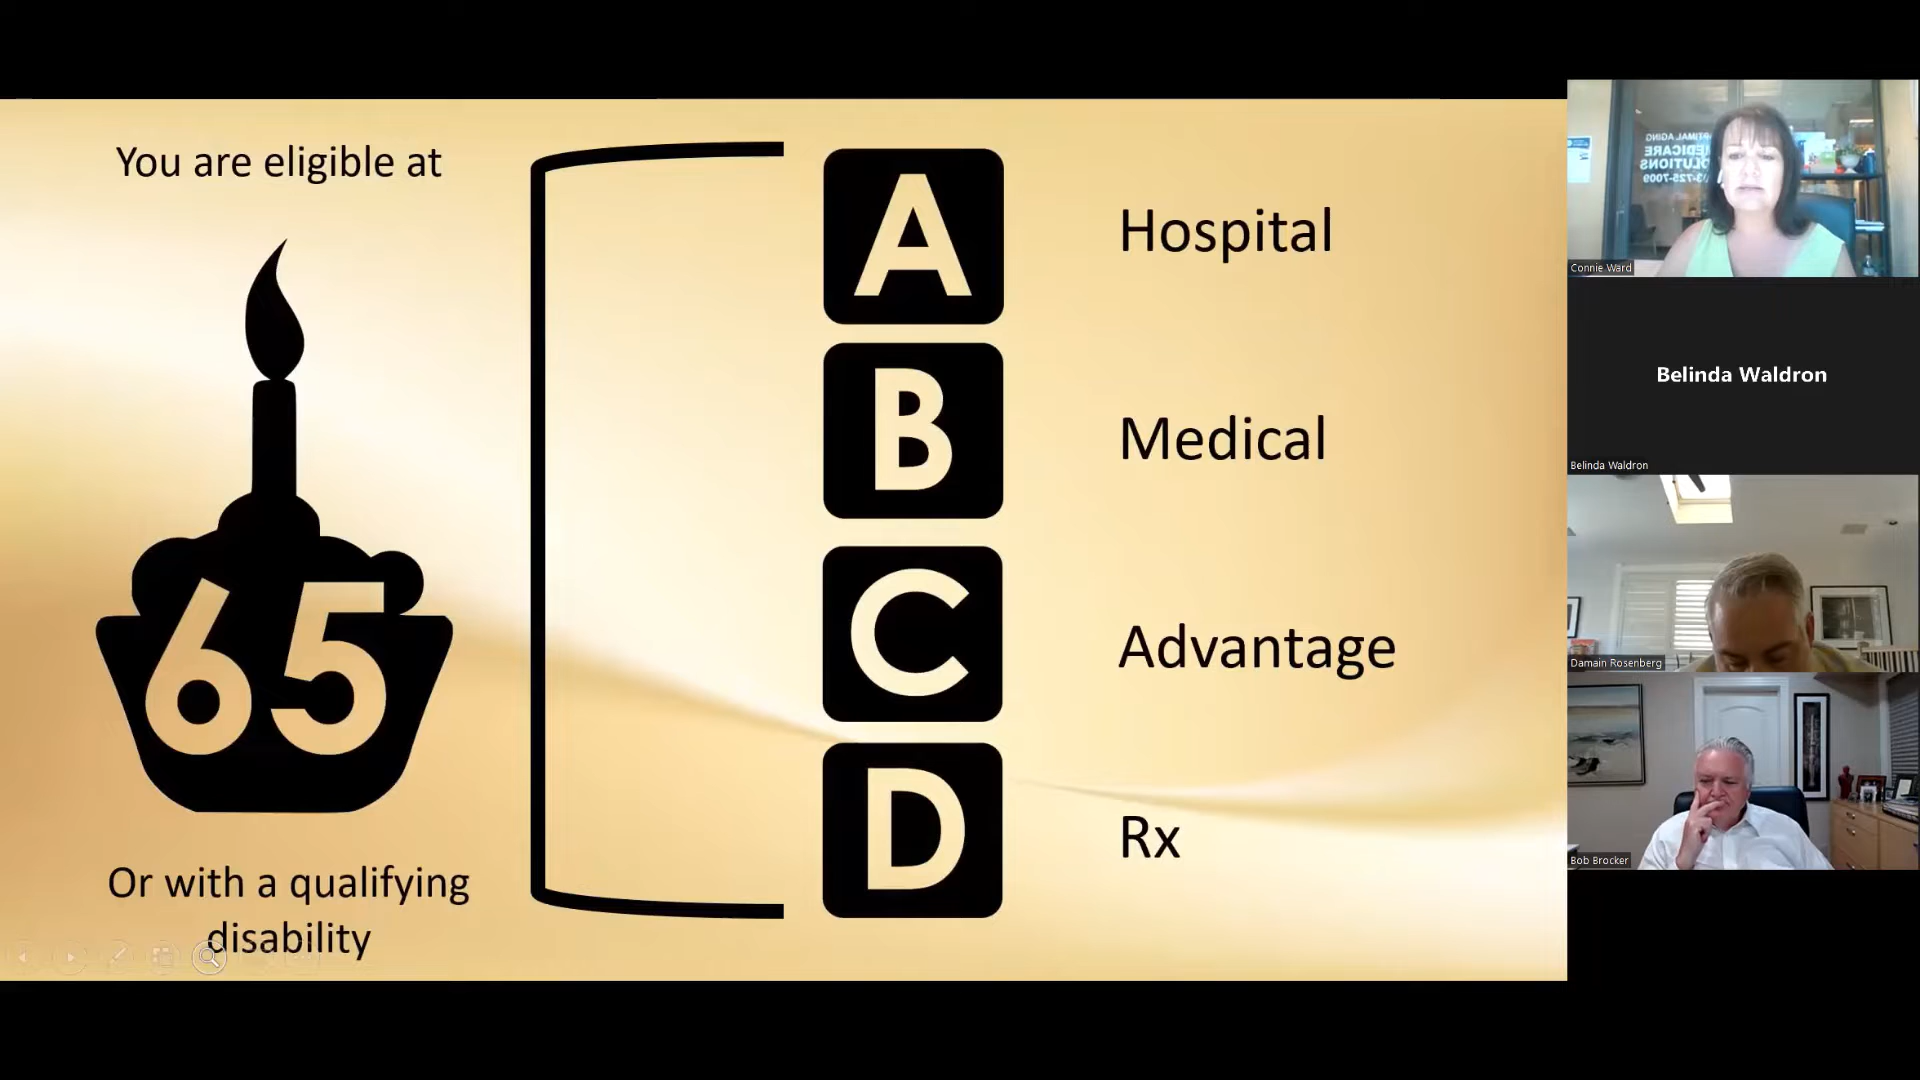 You are eligible at
65
Or with a qualifying
disability
A
Hospital
B
Medical
C
Advantage
D
Rx
Connie Ward
Belinda Waldron
Belinda Waldron
Damain Rosenberg
Bob Brocker